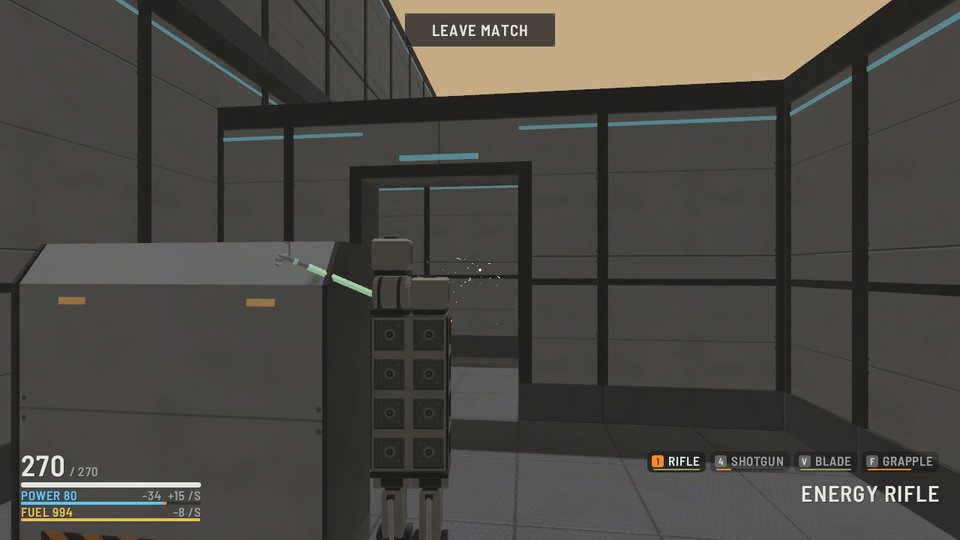 LEAVE MATCH
270 / 270
POWER 80 -34 +15 /S
FUEL 994 -8 /S
1 RIFLE 4 SHOTGUN V BLADE F GRAPPLE
ENERGY RIFLE